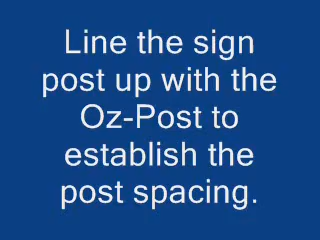 Line the sign
post up with the
Oz-Post to
establish the
post spacing.